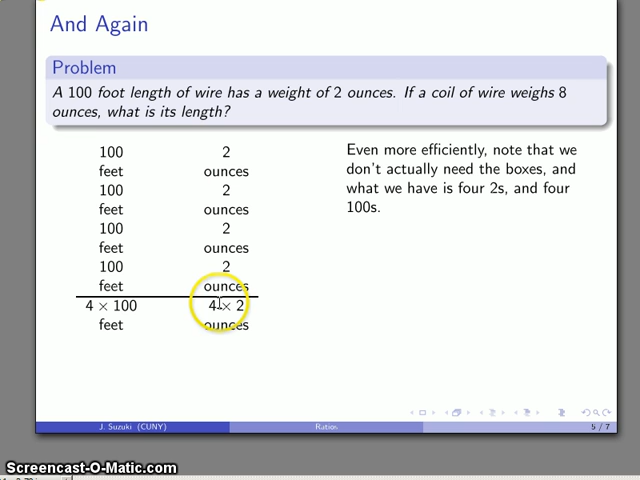 And Again
Problem
A 100 foot length of wire has a weight of 2 ounces. If a coil of wire weighs 8
ounces, what is its length?
100 2
feet ounces
100 2
feet ounces
100 2
feet ounces
100 2
feet ounces
4 × 100 4 × 2
feet ounces
Even more efficiently, note that we
don't actually need the boxes, and
what we have is four 2s, and four
100s.
J. Suzuki (CUNY) Ratios 5 / 7
Screencast-O-Matic.com